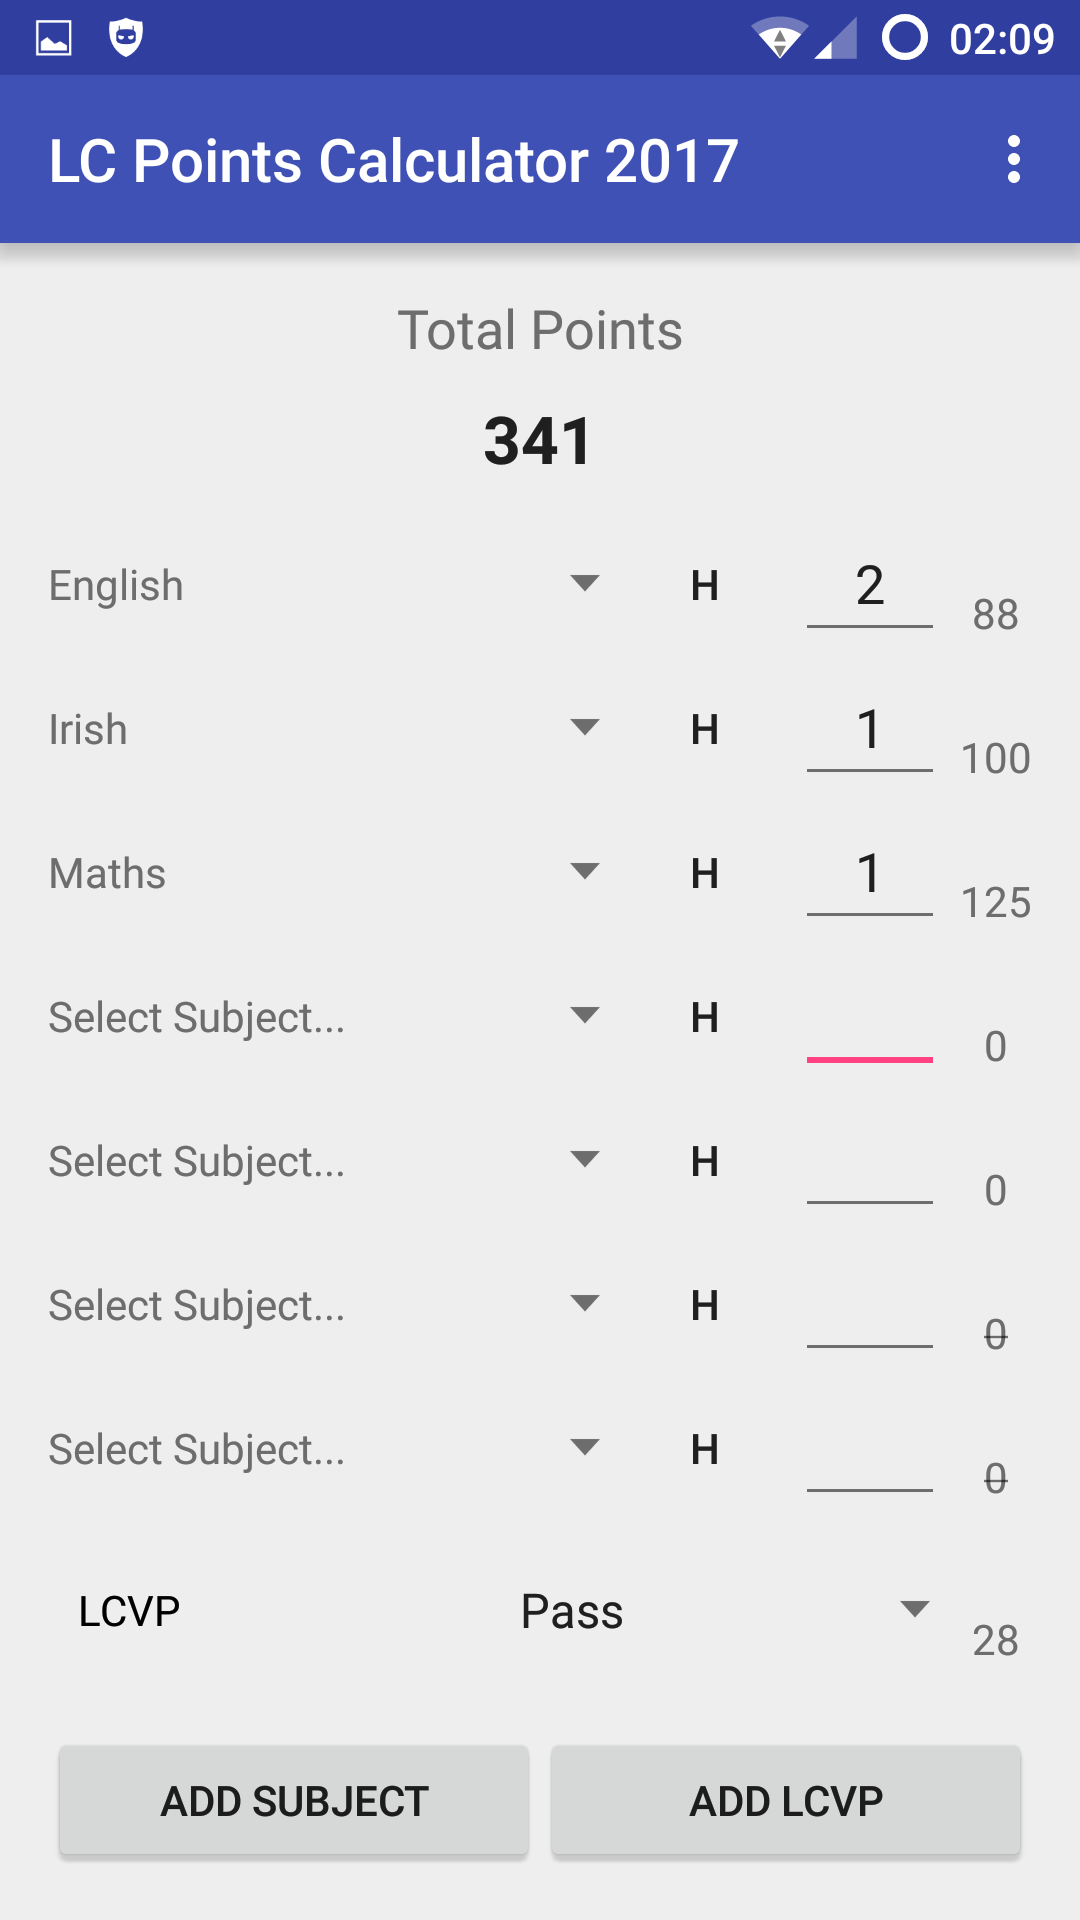 02:09
LC Points Calculator 2017
Total Points
341
English H 2 88
Irish H 1 100
Maths H 1 125
Select Subject... H 0
Select Subject... H 0
Select Subject... H 0
Select Subject... H 0
LCVP Pass 28
ADD SUBJECT ADD LCVP